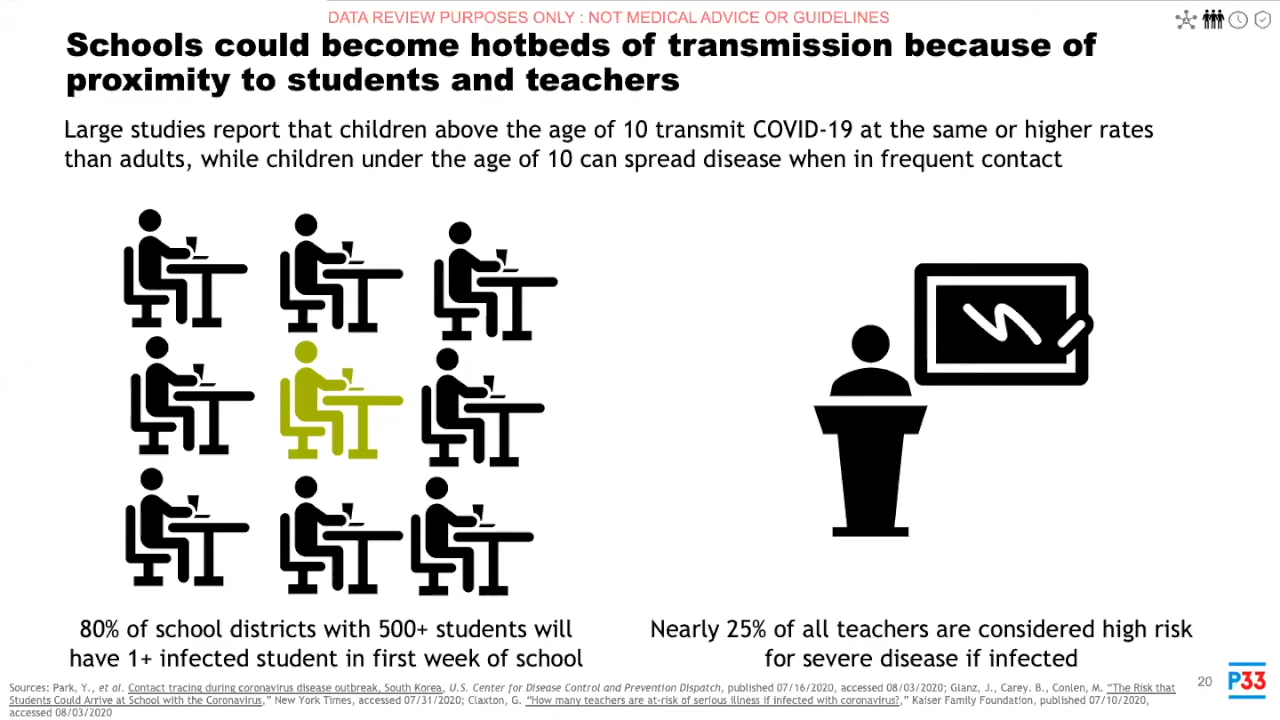 DATA REVIEW PURPOSES ONLY : NOT MEDICAL ADVICE OR GUIDELINES
Schools could become hotbeds of transmission because of
proximity to students and teachers
Large studies report that children above the age of 10 transmit COVID-19 at the same or higher rates
than adults, while children under the age of 10 can spread disease when in frequent contact
80% of school districts with 500+ students will
have 1+ infected student in first week of school
Nearly 25% of all teachers are considered high risk
for severe disease if infected
Sources: Park, Y., et al. Contact tracing during coronavirus disease outbreak, South Korea, U.S. Center for Disease Control and Prevention Dispatch, published 07/16/2020, accessed 08/03/2020; Glanz, J., Carey. B., Conlen, M. “The Risk that
Students Could Arrive at School with the Coronavirus,” New York Times, accessed 07/31/2020; Claxton, G. “How many teachers are at-risk of serious illness if infected with coronavirus?,” Kaiser Family Foundation, published 07/10/2020,
accessed 08/03/2020
20
P33